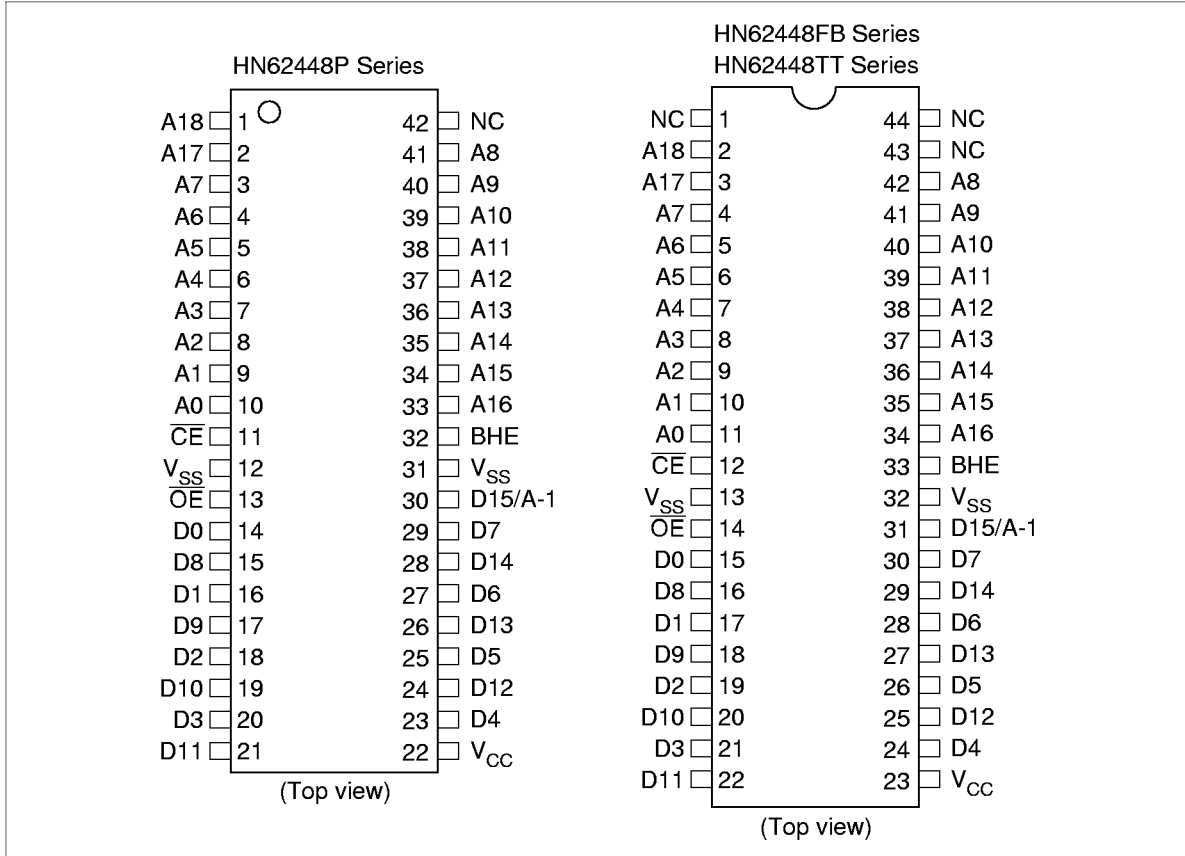 HN62448P Series
A18 1 42 NC
A17 2 41 A8
A7 3 40 A9
A6 4 39 A10
A5 5 38 A11
A4 6 37 A12
A3 7 36 A13
A2 8 35 A14
A1 9 34 A15
A0 10 33 A16
C̅E̅ 11 32 BHE
VSS 12 31 VSS
O̅E̅ 13 30 D15/A-1
D0 14 29 D7
D8 15 28 D14
D1 16 27 D6
D9 17 26 D13
D2 18 25 D5
D10 19 24 D12
D3 20 23 D4
D11 21 22 VCC
(Top view)
HN62448FB Series
HN62448TT Series
NC 1 44 NC
A18 2 43 NC
A17 3 42 A8
A7 4 41 A9
A6 5 40 A10
A5 6 39 A11
A4 7 38 A12
A3 8 37 A13
A2 9 36 A14
A1 10 35 A15
A0 11 34 A16
C̅E̅ 12 33 BHE
VSS 13 32 VSS
O̅E̅ 14 31 D15/A-1
D0 15 30 D7
D8 16 29 D14
D1 17 28 D6
D9 18 27 D13
D2 19 26 D5
D10 20 25 D12
D3 21 24 D4
D11 22 23 VCC
(Top view)